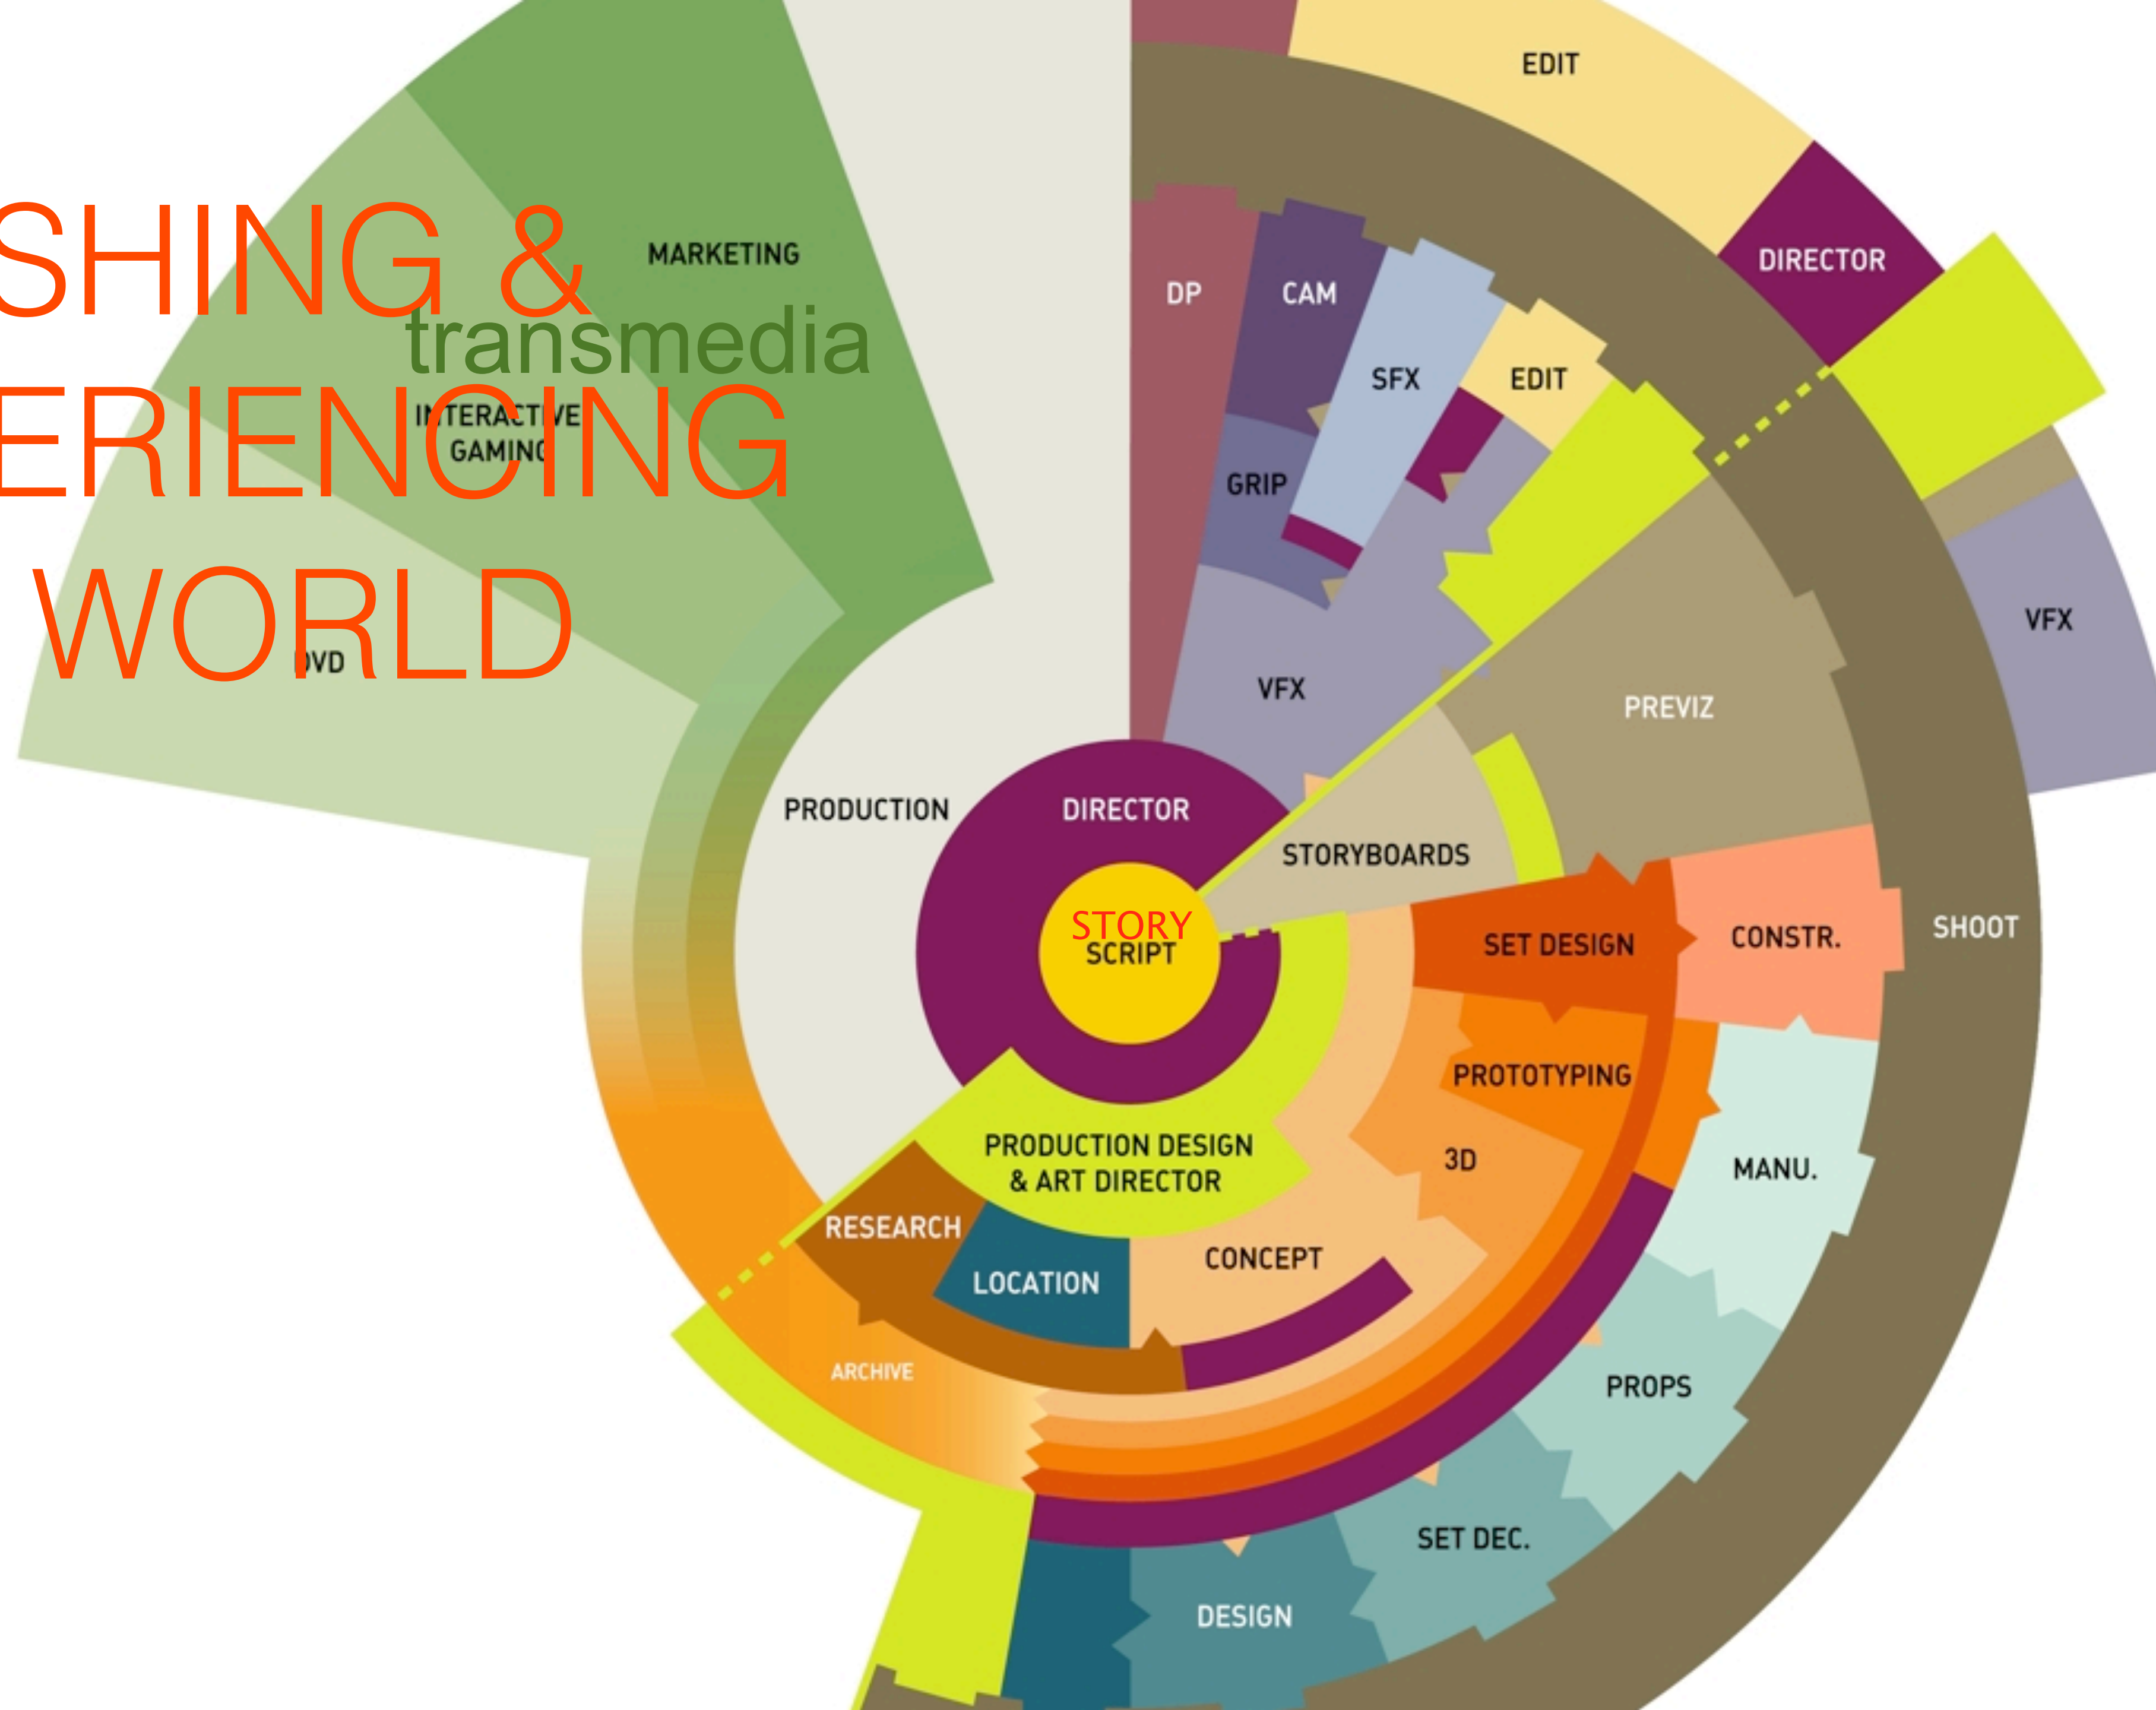 EDIT
SHING &
MARKETING
DIRECTOR
transmedia
DP
CAM
SFX
EDIT
ERIENCING
INTERACTIVE
GAMING
GRIP
VFX
WORLD
DVD
VFX
PREVIZ
PRODUCTION
DIRECTOR
STORYBOARDS
STORY
SCRIPT
SET DESIGN
CONSTR.
SHOOT
PROTOTYPING
PRODUCTION DESIGN
& ART DIRECTOR
3D
MANU.
RESEARCH
LOCATION
CONCEPT
ARCHIVE
PROPS
SET DEC.
DESIGN